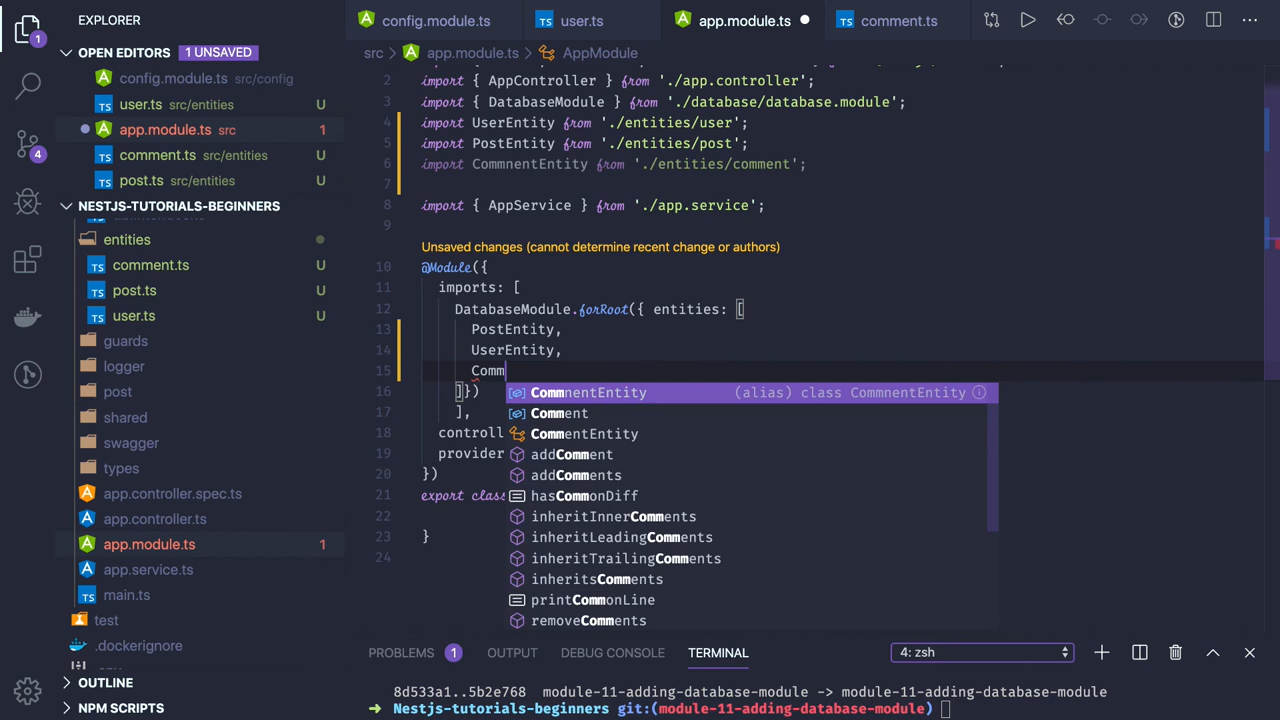 EXPLORER
OPEN EDITORS 1 UNSAVED
config.module.ts src/config
user.ts src/entities U
app.module.ts src 1
comment.ts src/entities U
post.ts src/entities U
NESTJS-TUTORIALS-BEGINNERS
entities
comment.ts U
post.ts U
user.ts U
guards
logger
post
shared
swagger
types
app.controller.spec.ts
app.controller.ts
app.module.ts 1
app.service.ts
main.ts
test
.dockerignore
OUTLINE
NPM SCRIPTS
1
4
config.module.ts
user.ts
app.module.ts
comment.ts
src > app.module.ts > AppModule
2 import { AppController } from './app.controller';
3 import { DatabaseModule } from './database/database.module';
4 import UserEntity from './entities/user';
5 import PostEntity from './entities/post';
6 import CommnentEntity from './entities/comment';
7
8 import { AppService } from './app.service';
9
Unsaved changes (cannot determine recent change or authors)
10 @Module({
11 imports: [
12 DatabaseModule.forRoot({ entities: [
13 PostEntity,
14 UserEntity,
15 Comm
16 ]})
17 ],
18 controll
19 provider
20 })
21 export class
22
23 }
24
CommnentEntity (alias) class CommnentEntity
Comment
CommentEntity
addComment
addComments
hasCommonDiff
inheritInnerComments
inheritLeadingComments
inheritTrailingComments
inheritsComments
printCommonLine
removeComments
PROBLEMS 1 OUTPUT DEBUG CONSOLE TERMINAL 4: zsh
8d533a1..5b2e768 module-11-adding-database-module -> module-11-adding-database-module
→ Nestjs-tutorials-beginners git:(module-11-adding-database-module)